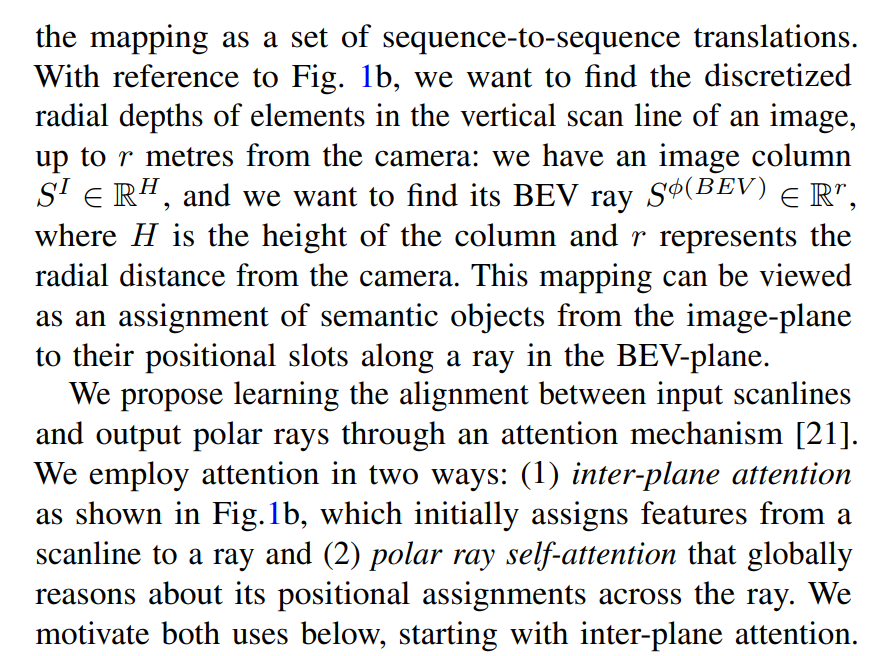 the mapping as a set of sequence-to-sequence translations.
With reference to Fig. 1b, we want to find the discretized
radial depths of elements in the vertical scan line of an image,
up to r metres from the camera: we have an image column
S^I ∈ ℝ^H, and we want to find its BEV ray S^ϕ(BEV) ∈ ℝ^r,
where H is the height of the column and r represents the
radial distance from the camera. This mapping can be viewed
as an assignment of semantic objects from the image-plane
to their positional slots along a ray in the BEV-plane.
We propose learning the alignment between input scanlines
and output polar rays through an attention mechanism [21].
We employ attention in two ways: (1) inter-plane attention
as shown in Fig.1b, which initially assigns features from a
scanline to a ray and (2) polar ray self-attention that globally
reasons about its positional assignments across the ray. We
motivate both uses below, starting with inter-plane attention.